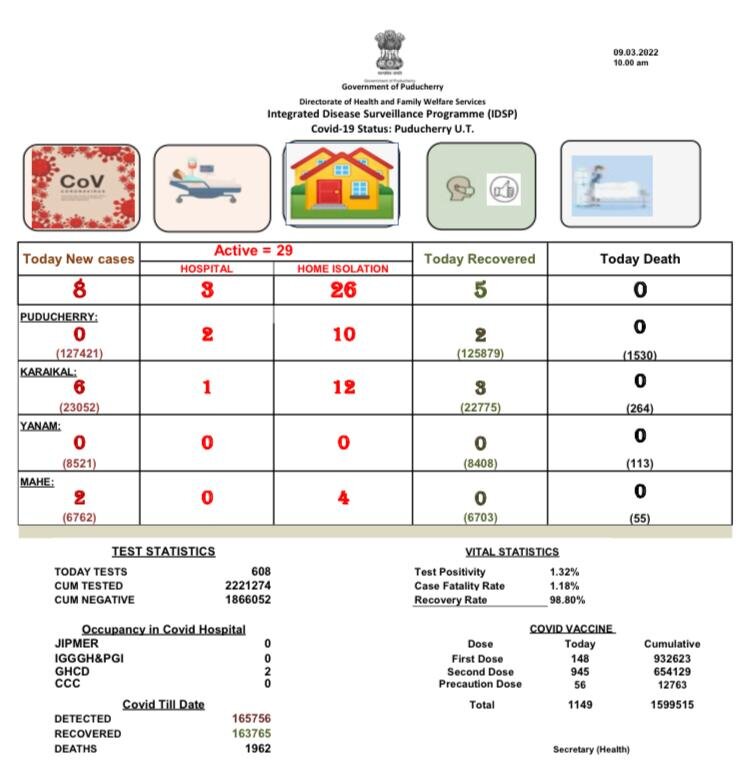 09.03.2022
10.00 am
Government of Puducherry
Government of Puducherry
Directorate of Health and Family Welfare Services
Integrated Disease Surveillance Programme (IDSP)
Covid-19 Status: Puducherry U.T.
CoV
CORONAVIRUS
Today New cases
Active = 29
HOSPITAL
HOME ISOLATION
Today Recovered
Today Death
8 3 26 5 0
PUDUCHERRY:
0 2 10 2 0
(127421) (125879) (1530)
KARAIKAL:
6 1 12 3 0
(23052) (22775) (264)
YANAM:
0 0 0 0 0
(8521) (8408) (113)
MAHE:
2 0 4 0 0
(6762) (6703) (55)
TEST STATISTICS
TODAY TESTS 608
CUM TESTED 2221274
CUM NEGATIVE 1866052
VITAL STATISTICS
Test Positivity 1.32%
Case Fatality Rate 1.18%
Recovery Rate 98.80%
Occupancy in Covid Hospital
JIPMER 0
IGGGH&PGI 0
GHCD 2
CCC 0
COVID VACCINE
Dose Today Cumulative
First Dose 148 932623
Second Dose 945 654129
Precaution Dose 56 12763
Total 1149 1599515
Covid Till Date
DETECTED 165756
RECOVERED 163765
DEATHS 1962
Secretary (Health)